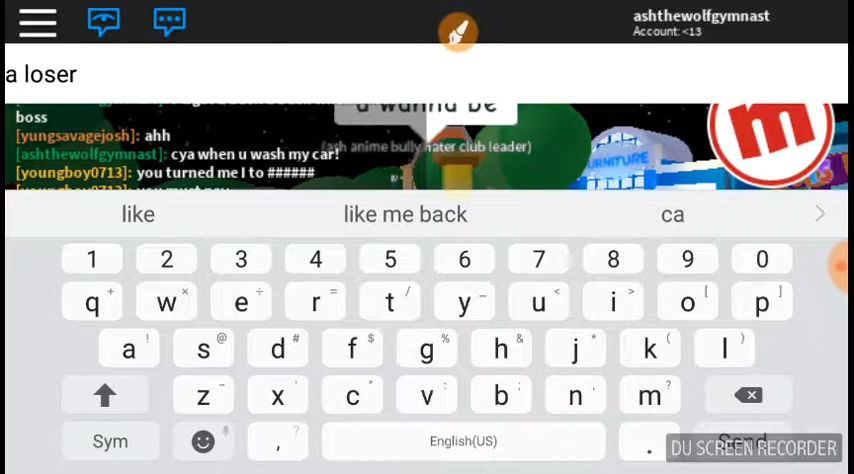 ashthewolfgymnast
Account: <13
a loser
boss
[yungsavagejosh]: ahh
[ashthewolfgymnast]: cya when u wash my car!
[youngboy0713]: you turned me I to ######
u wanna be
(ash anime bully hater club leader)
URNITURE
m
like
like me back
ca
1 2 3 4 5 6 7 8 9 0
q + w × e ÷ r = t / y _ u < i > o [ p ]
a ! s @ d # f $ g % h & j * k ( l )
z - x ' c " v : b ; n , m ?
Sym
, ?
English(US)
.
Send
DU SCREEN RECORDER